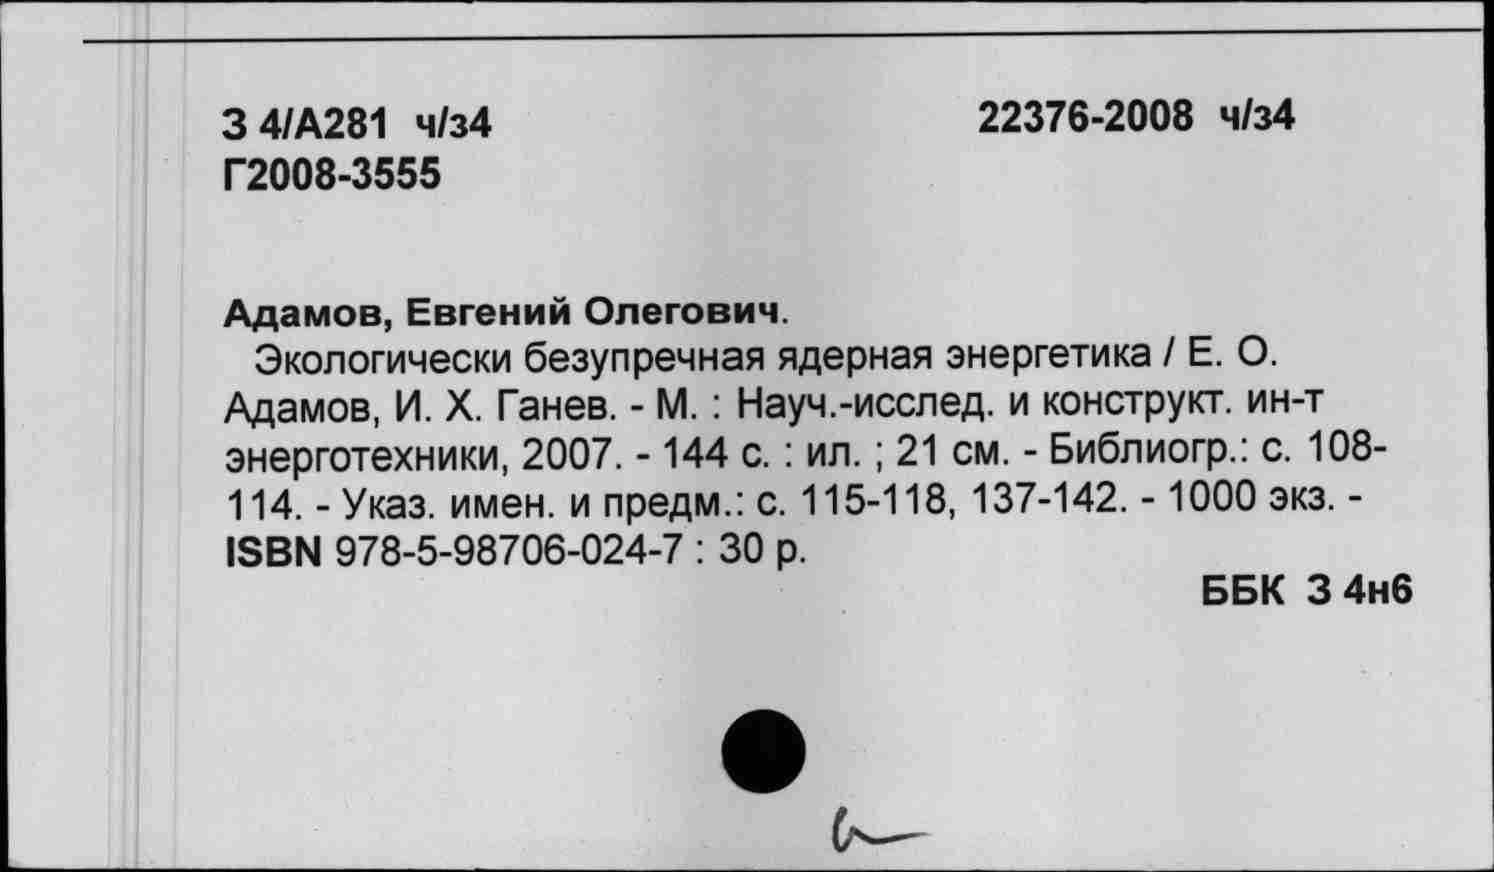 З 4/А281 ч/з4 22376-2008 ч/з4
Г2008-3555
Адамов, Евгений Олегович.
Экологически безупречная ядерная энергетика / Е. О.
Адамов, И. Х. Ганев. - М. : Науч.-исслед. и конструкт. ин-т
энерготехники, 2007. - 144 с. : ил. ; 21 см. - Библиогр.: с. 108-
114. - Указ. имен. и предм.: с. 115-118, 137-142. - 1000 экз. -
ISBN 978-5-98706-024-7 : 30 р.
ББК З 4н6